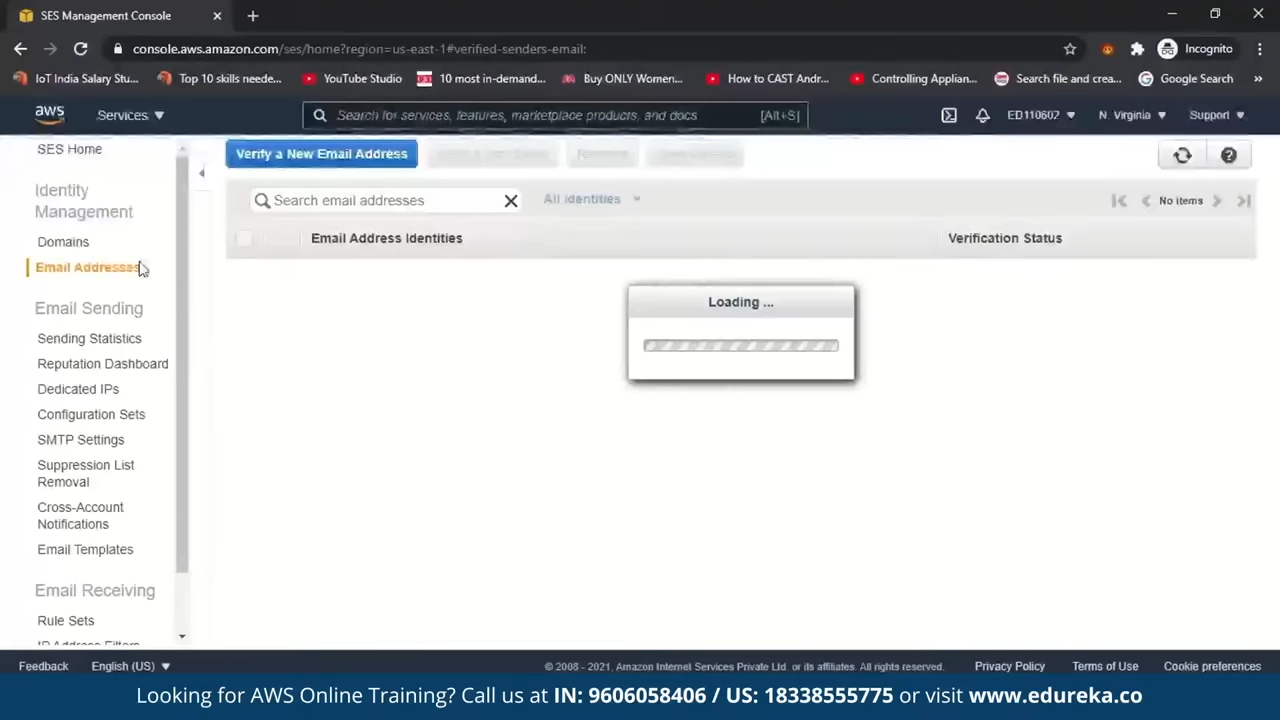 SES Management Console
console.aws.amazon.com/ses/home?region=us-east-1#verified-senders-email:
Incognito
IoT India Salary Stu...
Top 10 skills neede...
YouTube Studio
10 most in-demand...
Buy ONLY Women...
How to CAST Andr...
Controlling Applian...
Search file and crea...
Google Search
aws
Services
Search for services, features, marketplace products, and docs
[Alt+S]
ED110602
N. Virginia
Support
SES Home
Verify a New Email Address
Identity
Management
Search email addresses
All identities
No items
Domains
Email Address Identities
Verification Status
Email Addresses
Loading ...
Email Sending
Sending Statistics
Reputation Dashboard
Dedicated IPs
Configuration Sets
SMTP Settings
Suppression List
Removal
Cross-Account
Notifications
Email Templates
Email Receiving
Rule Sets
IP Address Filters
Feedback
English (US)
© 2008 - 2021, Amazon Internet Services Private Ltd. or its affiliates. All rights reserved.
Privacy Policy
Terms of Use
Cookie preferences
Looking for AWS Online Training? Call us at IN: 9606058406 / US: 18338555775 or visit www.edureka.co